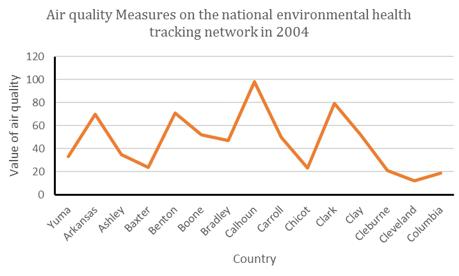 Air quality Measures on the national environmental health
tracking network in 2004
Value of air quality
120
100
80
60
40
20
0
Yuma
Arkansas
Ashley
Baxter
Benton
Boone
Bradley
Calhoun
Carroll
Chicot
Clark
Clay
Cleburne
Cleveland
Columbia
Country